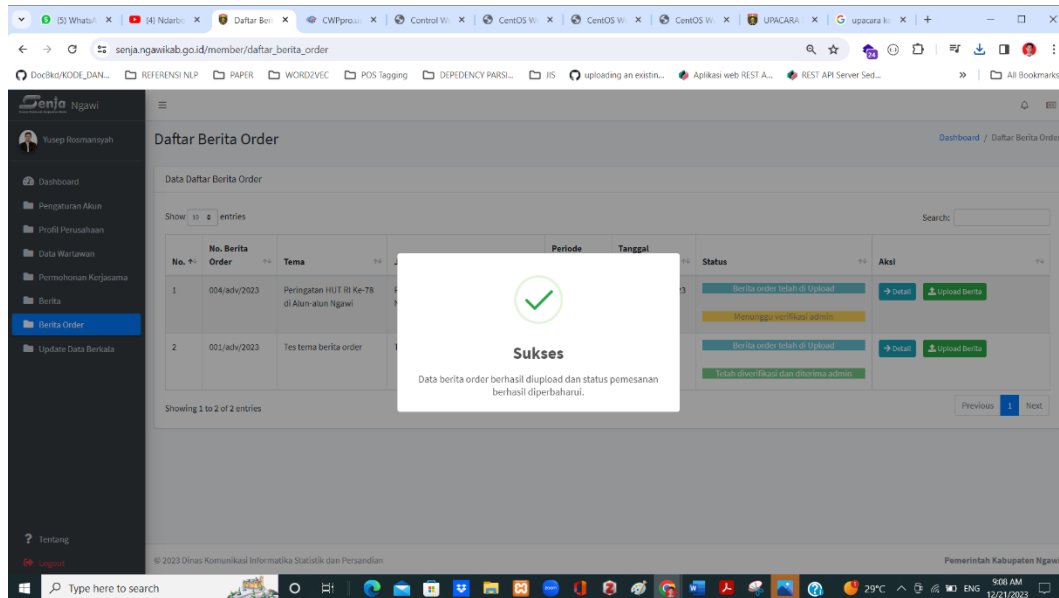 (5) WhatsA
(4) Ndarbo
Daftar Beri
CWPpro.us
Control W
CentOS W
CentOS W
CentOS W
UPACARA
upacara k
senja.ngawikab.go.id/member/daftar_berita_order
24
Doc8kd/KODE_DAN...
REFERENSI NLP
PAPER
WORD2VEC
POS Tagging
DEPEDENCY PARSI...
JIS
uploading an existin...
Aplikasi web REST A...
REST API Server Sed...
»
All Bookmarks
Senja Ngawi
Yusep Rosmansyah
Daftar Berita Order
Dashboard / Daftar Berita Order
Dashboard
Pengaturan Akun
Profil Perusahaan
Data Wartawan
Permohonan Kerjasama
Berita
Berita Order
Update Data Berkala
Data Daftar Berita Order
Show 10 entries
Search:
No. No. Berita Order Tema Periode Tanggal Status Aksi
1 004/adv/2023 Peringatan HUT RI Ke-78 di Alun-alun Ngawi Berita order telah di Upload Detail Upload Berita
Menunggu verifikasi admin
2 001/adv/2023 Tes tema berita order Berita order telah di Upload Detail Upload Berita
Telah diverifikasi dan diterima admin
Sukses
Data berita order berhasil diupload dan status pemesanan
berhasil diperbaharui.
Showing 1 to 2 of 2 entries
Previous 1 Next
Tentang
Logout
© 2023 Dinas Komunikasi Informatika Statistik dan Persandian
Pemerintah Kabupaten Ngawi
Type here to search
29°C
ENG
9:08 AM
12/21/2023